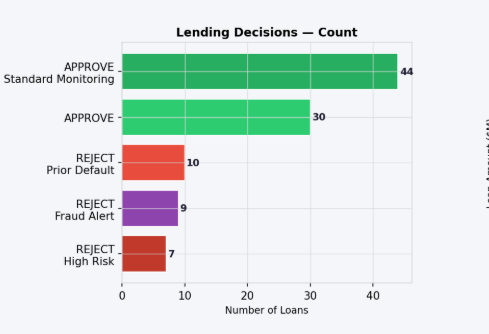 Lending Decisions — Count
APPROVE
Standard Monitoring
44
APPROVE
30
REJECT
Prior Default
10
REJECT
Fraud Alert
9
REJECT
High Risk
7
0 10 20 30 40
Number of Loans